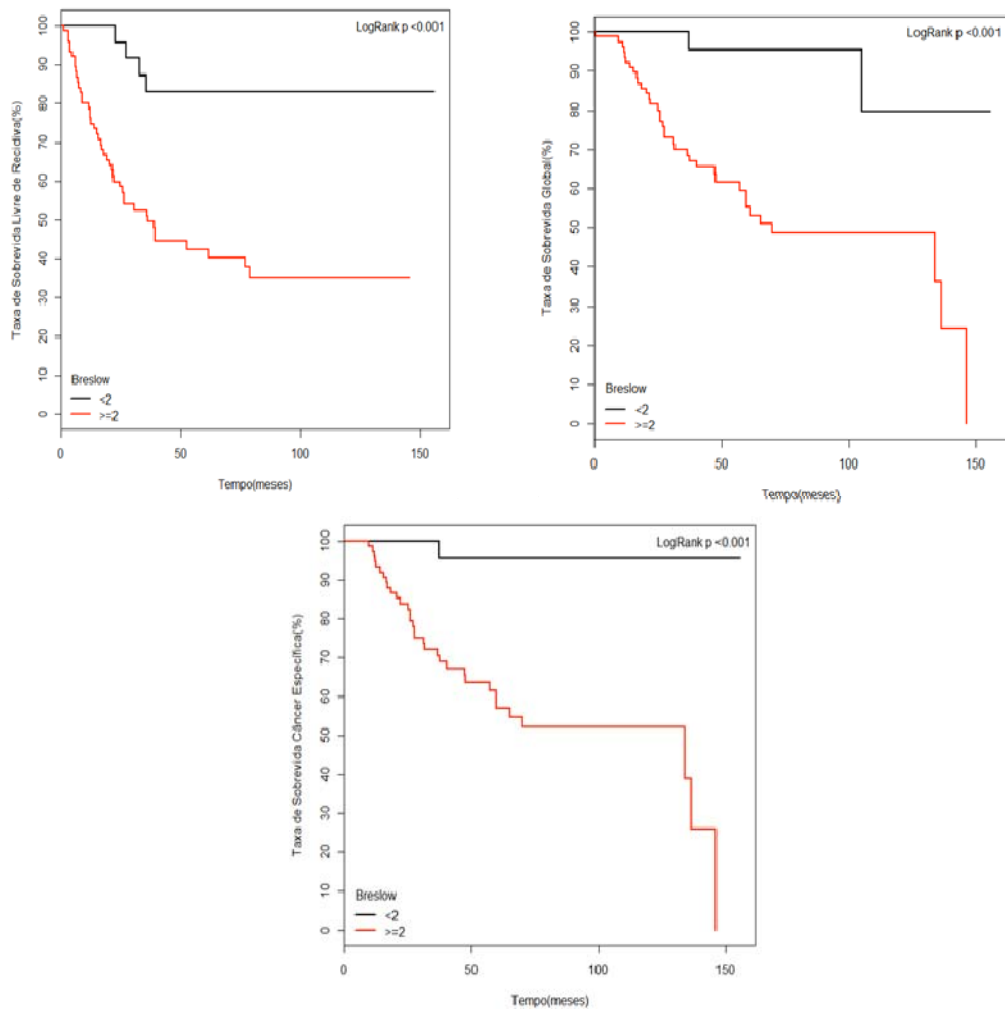 LogRank p <0.001
Taxa de Sobrevida Livre de Recidiva(%)
100
90
80
70
60
50
40
30
20
10
0
Breslow
<2
>=2
0 50 100 150
Tempo(meses)
LogRank p <0.001
Taxa de Sobrevida Global(%)
100
90
80
70
60
50
40
30
20
10
0
Breslow
<2
>=2
0 50 100 150
Tempo(meses)
LogRank p <0.001
Taxa de Sobrevida Câncer Específica(%)
100
90
80
70
60
50
40
30
20
10
0
Breslow
<2
>=2
0 50 100 150
Tempo(meses)